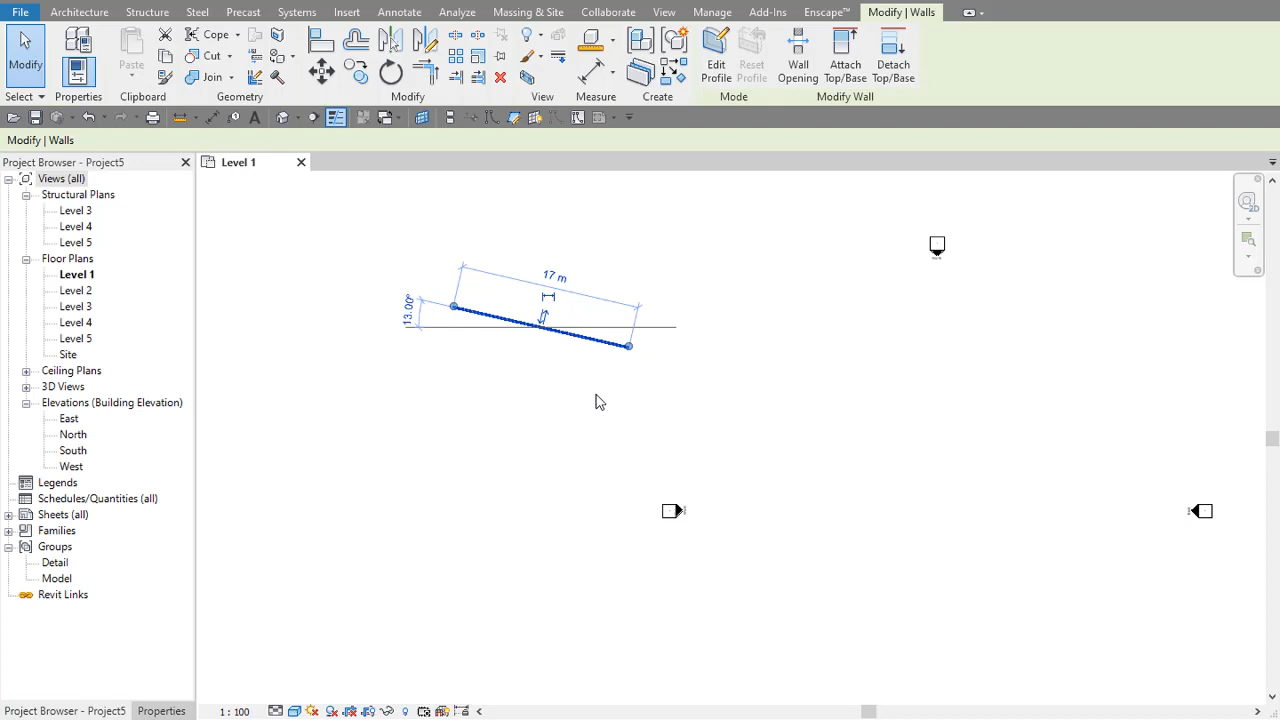 File Architecture Structure Steel Precast Systems Insert Annotate Analyze Massing & Site Collaborate View Manage Add-Ins Enscape™ Modify | Walls
Modify Properties Paste Cope Cut Join Edit Profile Reset Profile Wall Opening Attach Top/Base Detach Top/Base
Select Properties Clipboard Geometry Modify View Measure Create Mode Modify Wall
Modify | Walls
Project Browser - Project5
Level 1
Views (all)
Structural Plans
Level 3
Level 4
Level 5
Floor Plans
Level 1
Level 2
Level 3
Level 4
Level 5
Site
Ceiling Plans
3D Views
Elevations (Building Elevation)
East
North
South
West
Legends
Schedules/Quantities (all)
Sheets (all)
Families
Groups
Detail
Model
Revit Links
17 m
13.00°
2D
Project Browser - Project5 Properties
1 : 100